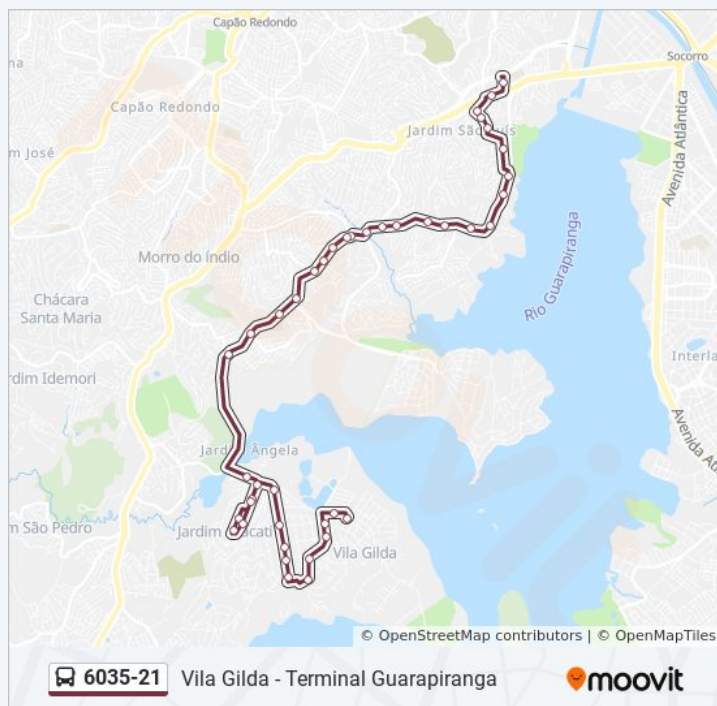 Capão Redondo
Socorro
Capão Redondo
Jardim São Luís
m José
Avenida Atlântica
Morro do Índio
Rio Guarapiranga
Chácara
Santa Maria
Interla
ardim Idemori
Avenida Atl
Jardim Ângela
m São Pedro
Jardim
cati
Vila Gilda
© OpenStreetMap contributors | © OpenMapTiles
6035-21
Vila Gilda - Terminal Guarapiranga
moovit